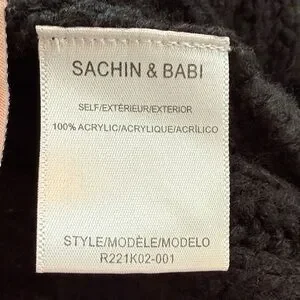 SACHIN & BABI
SELF/EXTÉRIEUR/EXTERIOR
100% ACRYLIC/ACRYLIQUE/ACRÍLICO
STYLE/MODÈLE/MODELO
R221K02-001